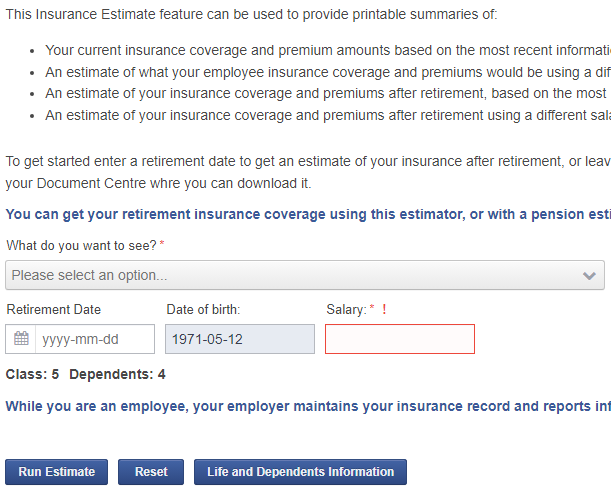 This Insurance Estimate feature can be used to provide printable summaries of:
• Your current insurance coverage and premium amounts based on the most recent informati
• An estimate of what your employee insurance coverage and premiums would be using a dif
• An estimate of your insurance coverage and premiums after retirement, based on the most
• An estimate of your insurance coverage and premiums after retirement using a different sala
To get started enter a retirement date to get an estimate of your insurance after retirement, or leav
your Document Centre whre you can download it.
You can get your retirement insurance coverage using this estimator, or with a pension esti
What do you want to see? *
Please select an option...
Retirement Date Date of birth: Salary: * !
yyyy-mm-dd 1971-05-12
Class: 5 Dependents: 4
While you are an employee, your employer maintains your insurance record and reports inf
Run Estimate Reset Life and Dependents Information